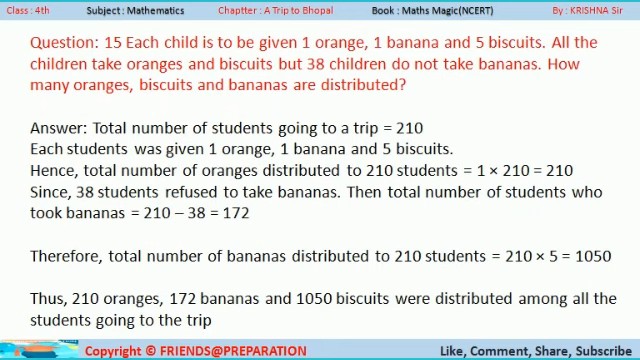 Class : 4th Subject : Mathematics Chaptter : A Trip to Bhopal Book : Maths Magic(NCERT) By : KRISHNA Sir
Question: 15 Each child is to be given 1 orange, 1 banana and 5 biscuits. All the
children take oranges and biscuits but 38 children do not take bananas. How
many oranges, biscuits and bananas are distributed?
Answer: Total number of students going to a trip = 210
Each students was given 1 orange, 1 banana and 5 biscuits.
Hence, total number of oranges distributed to 210 students = 1 × 210 = 210
Since, 38 students refused to take bananas. Then total number of students who
took bananas = 210 – 38 = 172
Therefore, total number of bananas distributed to 210 students = 210 × 5 = 1050
Thus, 210 oranges, 172 bananas and 1050 biscuits were distributed among all the
students going to the trip
Copyright © FRIENDS@PREPARATION Like, Comment, Share, Subscribe